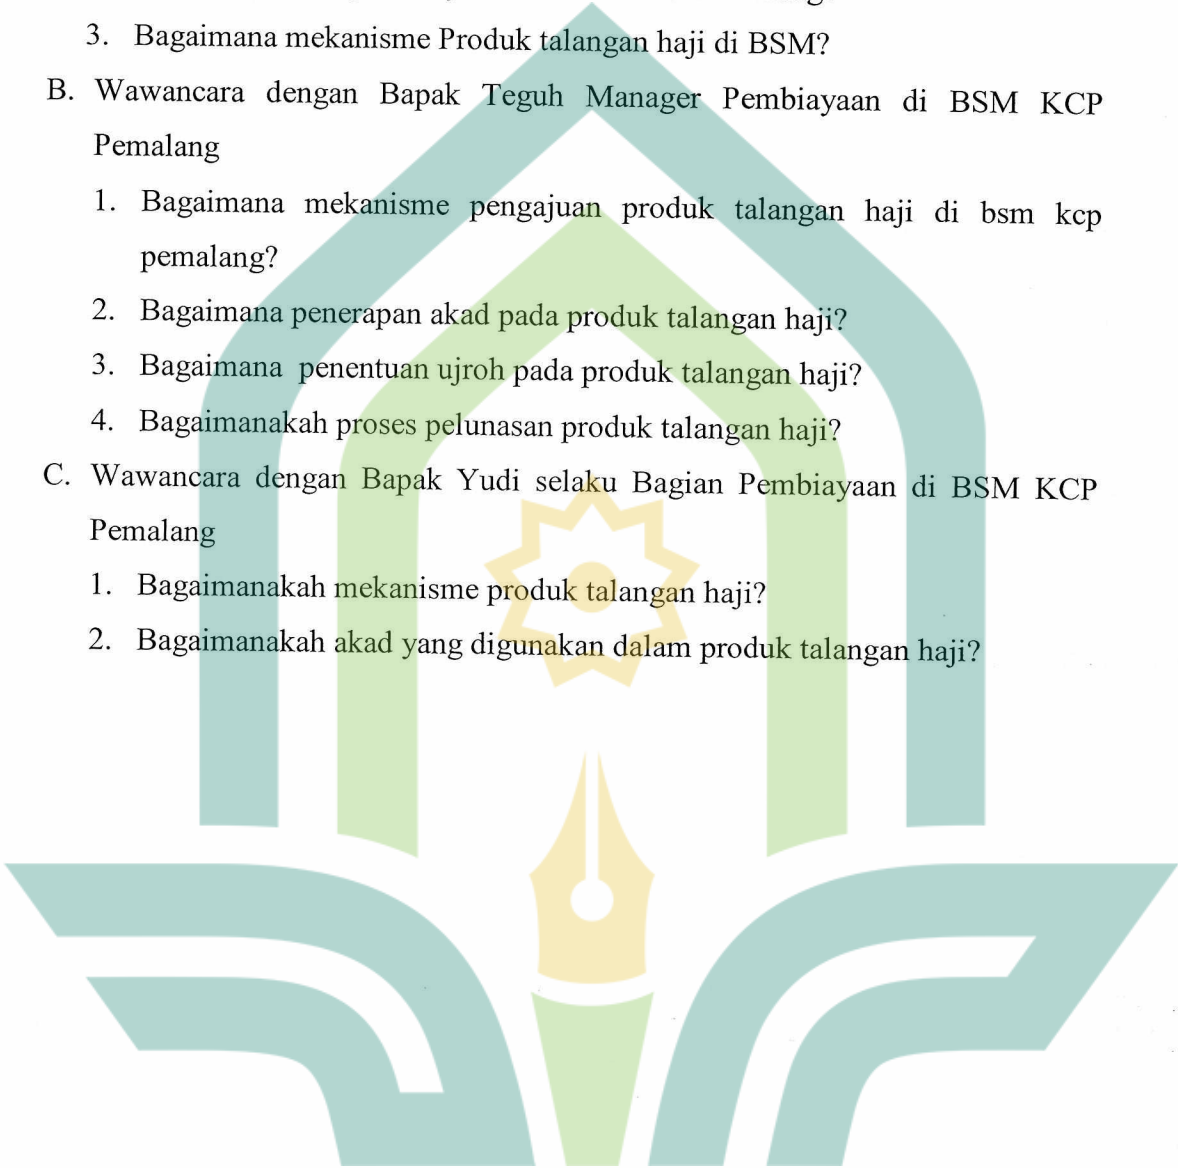 3. Bagaimana mekanisme Produk talangan haji di BSM?
B. Wawancara dengan Bapak Teguh Manager Pembiayaan di BSM KCP
Pemalang
1. Bagaimana mekanisme pengajuan produk talangan haji di bsm kcp
pemalang?
2. Bagaimana penerapan akad pada produk talangan haji?
3. Bagaimana penentuan ujroh pada produk talangan haji?
4. Bagaimanakah proses pelunasan produk talangan haji?
C. Wawancara dengan Bapak Yudi selaku Bagian Pembiayaan di BSM KCP
Pemalang
1. Bagaimanakah mekanisme produk talangan haji?
2. Bagaimanakah akad yang digunakan dalam produk talangan haji?